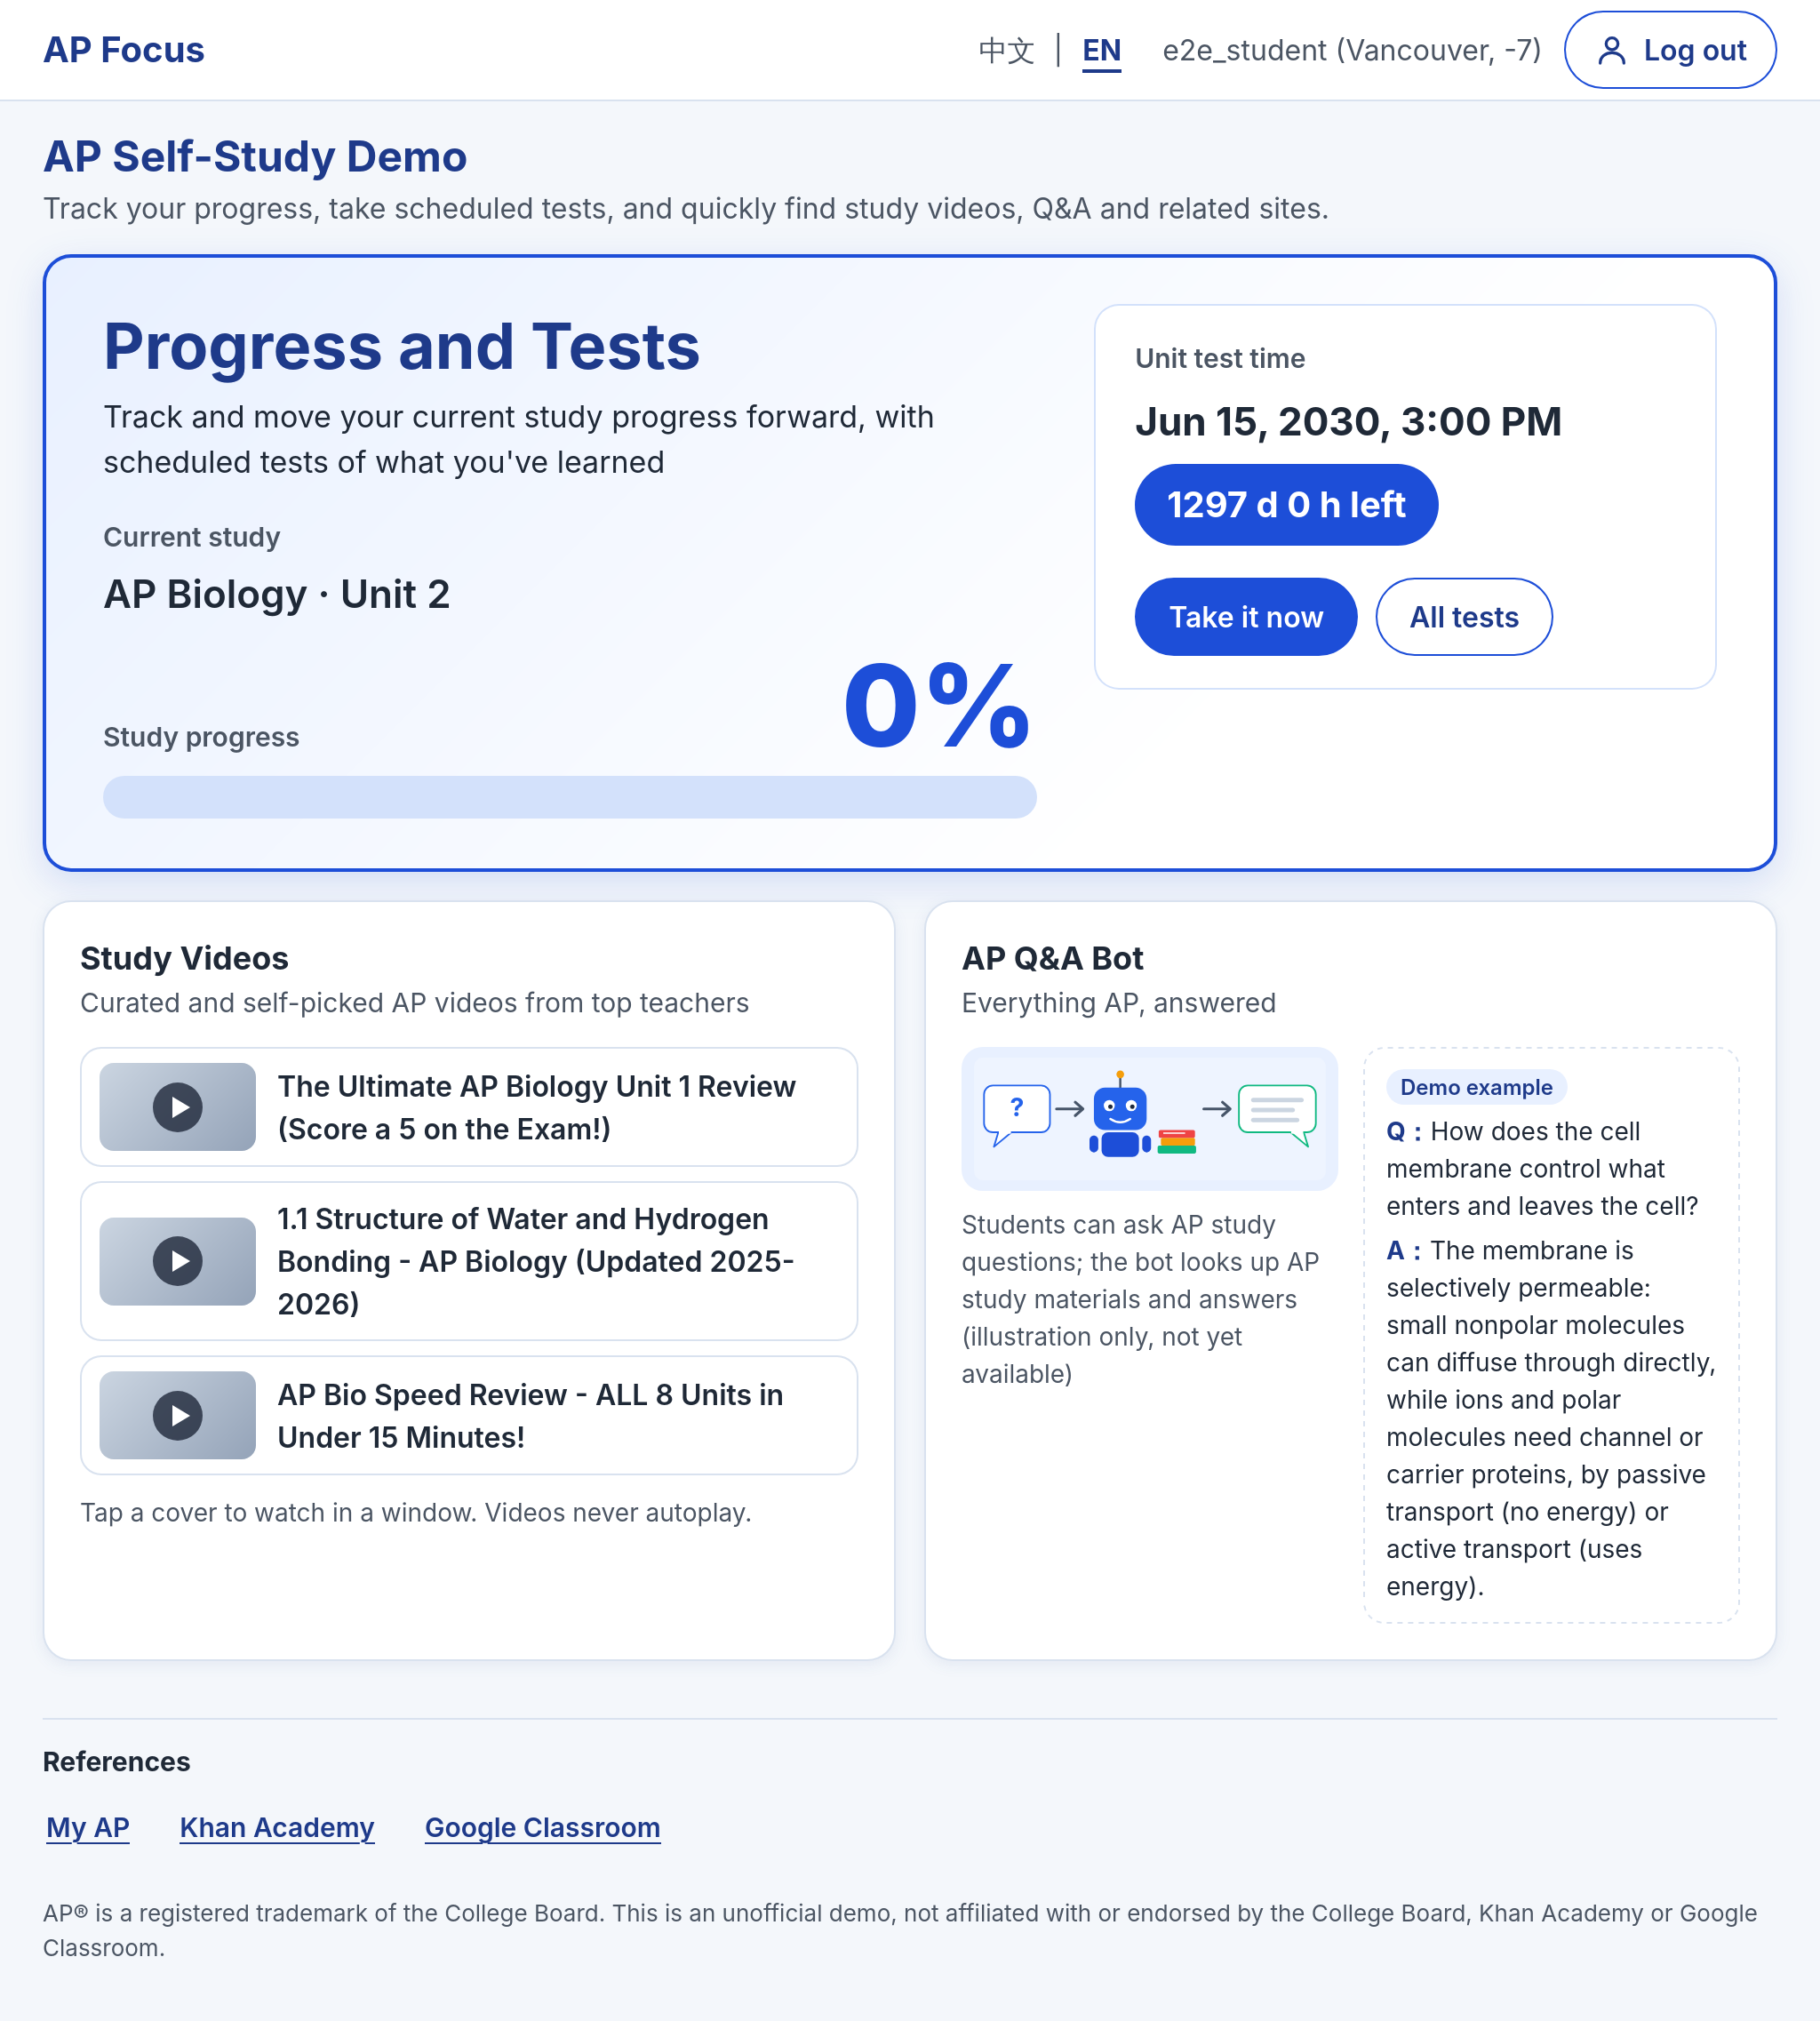 AP Focus
中文 | EN
e2e_student (Vancouver, -7)
Log out
AP Self-Study Demo
Track your progress, take scheduled tests, and quickly find study videos, Q&A and related sites.
Progress and Tests
Track and move your current study progress forward, with
scheduled tests of what you've learned
Current study
AP Biology · Unit 2
Study progress
0%
Unit test time
Jun 15, 2030, 3:00 PM
1297 d 0 h left
Take it now
All tests
Study Videos
Curated and self-picked AP videos from top teachers
The Ultimate AP Biology Unit 1 Review
(Score a 5 on the Exam!)
1.1 Structure of Water and Hydrogen
Bonding - AP Biology (Updated 2025-
2026)
AP Bio Speed Review - ALL 8 Units in
Under 15 Minutes!
Tap a cover to watch in a window. Videos never autoplay.
AP Q&A Bot
Everything AP, answered
?
Students can ask AP study
questions; the bot looks up AP
study materials and answers
(illustration only, not yet
available)
Demo example
Q：How does the cell
membrane control what
enters and leaves the cell?
A：The membrane is
selectively permeable:
small nonpolar molecules
can diffuse through directly,
while ions and polar
molecules need channel or
carrier proteins, by passive
transport (no energy) or
active transport (uses
energy).
References
My AP
Khan Academy
Google Classroom
AP® is a registered trademark of the College Board. This is an unofficial demo, not affiliated with or endorsed by the College Board, Khan Academy or Google
Classroom.